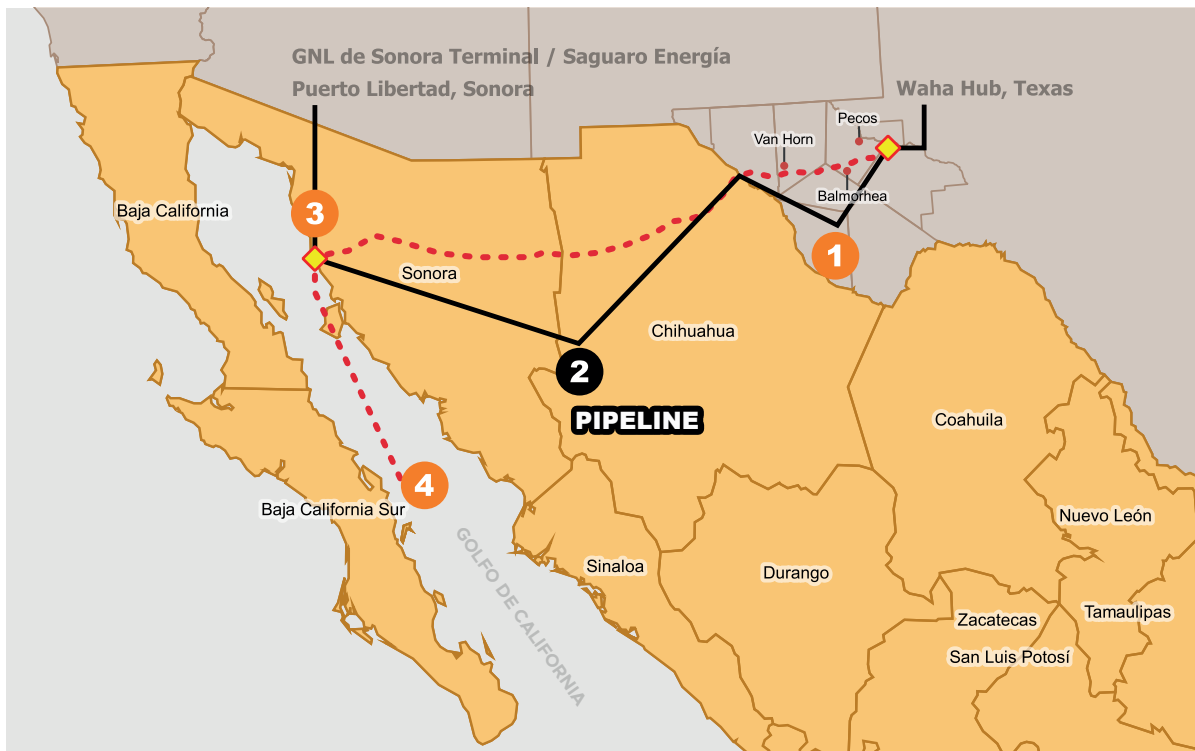 GNL de Sonora Terminal / Saguaro Energía
Puerto Libertad, Sonora
Waha Hub, Texas
Pecos
Van Horn
Balmorhea
Baja California
3
1
Sonora
Chihuahua
2
PIPELINE
Coahuila
4
Baja California Sur
Nuevo León
GOLFO DE CALIFORNIA
Sinaloa
Durango
Zacatecas
Tamaulipas
San Luis Potosí